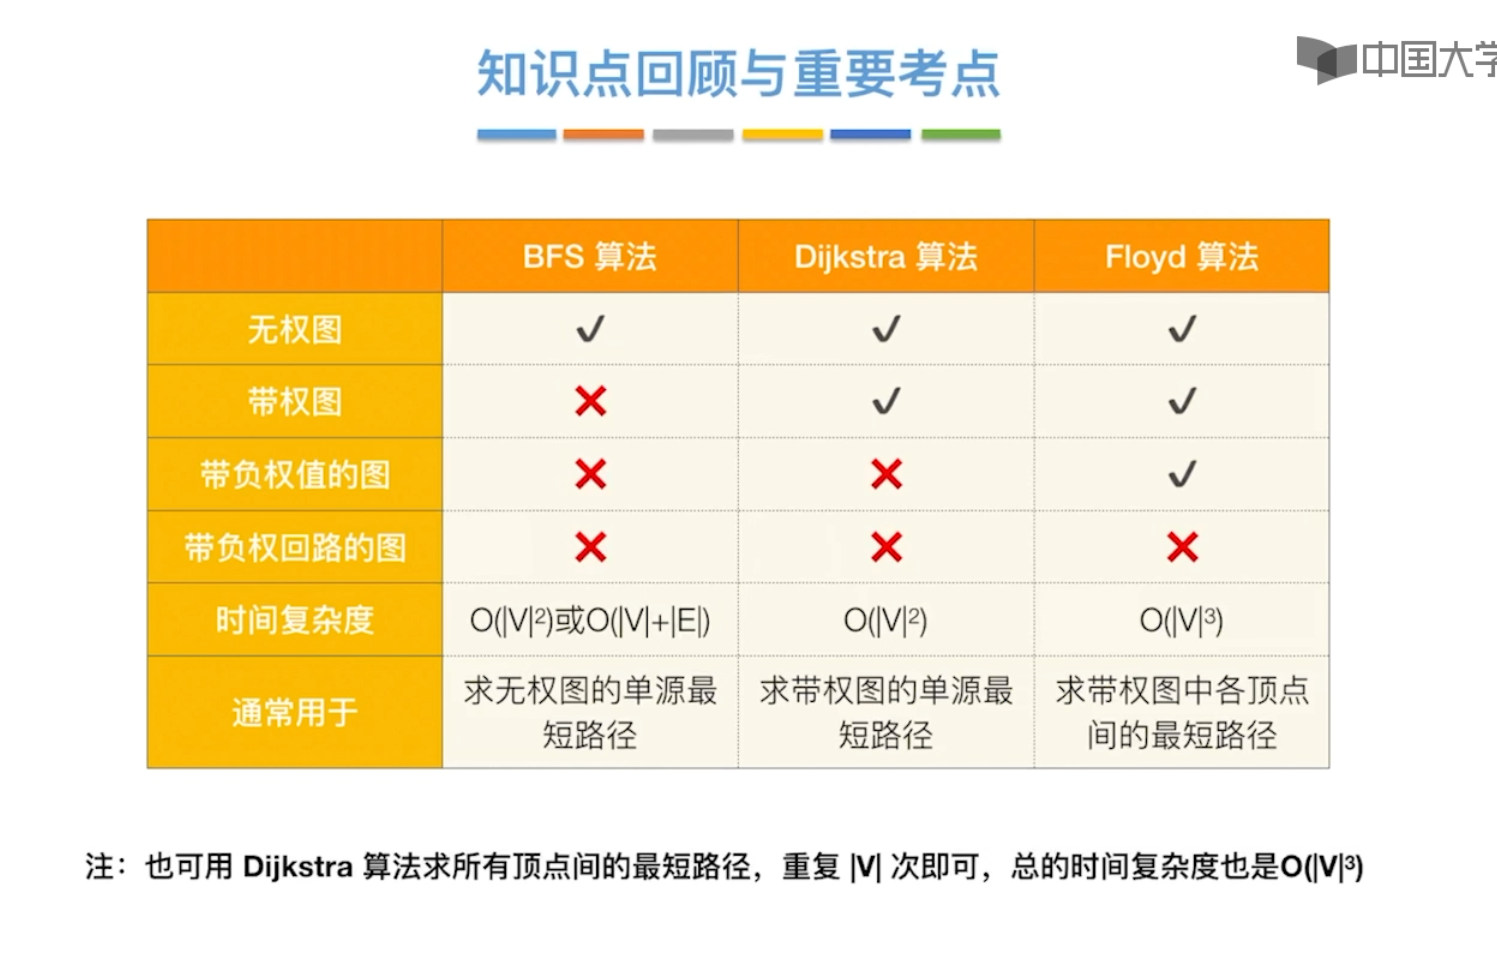 知识点回顾与重要考点
中国大学
BFS 算法 Dijkstra 算法 Floyd 算法
无权图 ✓ ✓ ✓
带权图 ✕ ✓ ✓
带负权值的图 ✕ ✕ ✓
带负权回路的图 ✕ ✕ ✕
时间复杂度 O(|V|²)或O(|V|+|E|) O(|V|²) O(|V|³)
通常用于 求无权图的单源最短路径 求带权图的单源最短路径 求带权图中各顶点间的最短路径
注：也可用 Dijkstra 算法求所有顶点间的最短路径，重复 |V| 次即可，总的时间复杂度也是O(|V|³)